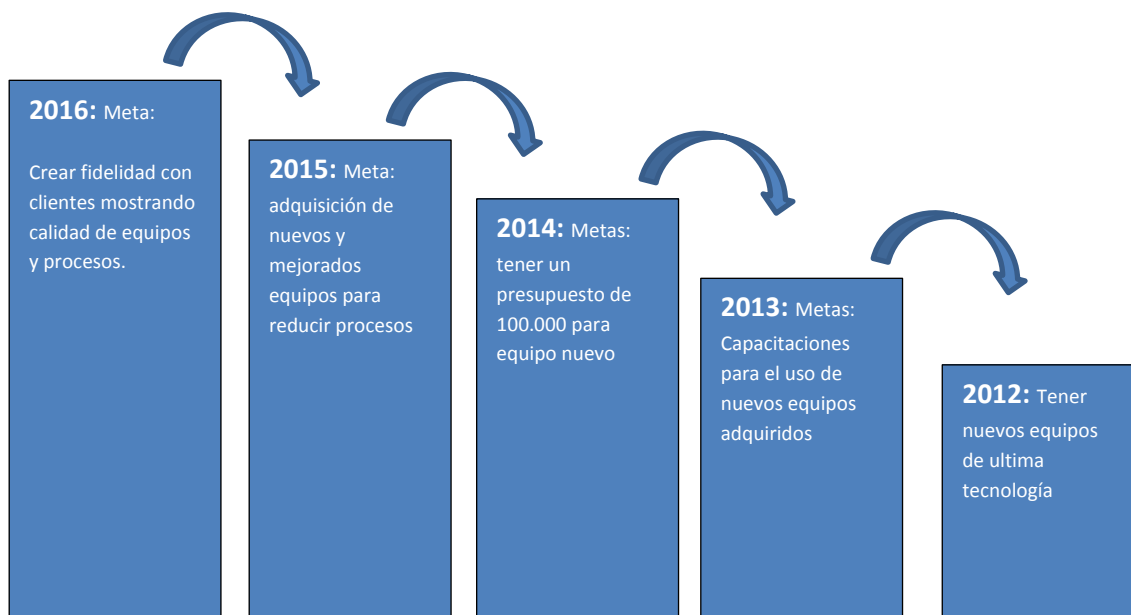 2016: Meta:
Crear fidelidad con
clientes mostrando
calidad de equipos
y procesos.
2015: Meta:
adquisición de
nuevos y
mejorados
equipos para
reducir procesos
2014: Metas:
tener un
presupuesto de
100.000 para
equipo nuevo
2013: Metas:
Capacitaciones
para el uso de
nuevos equipos
adquiridos
2012: Tener
nuevos equipos
de ultima
tecnología